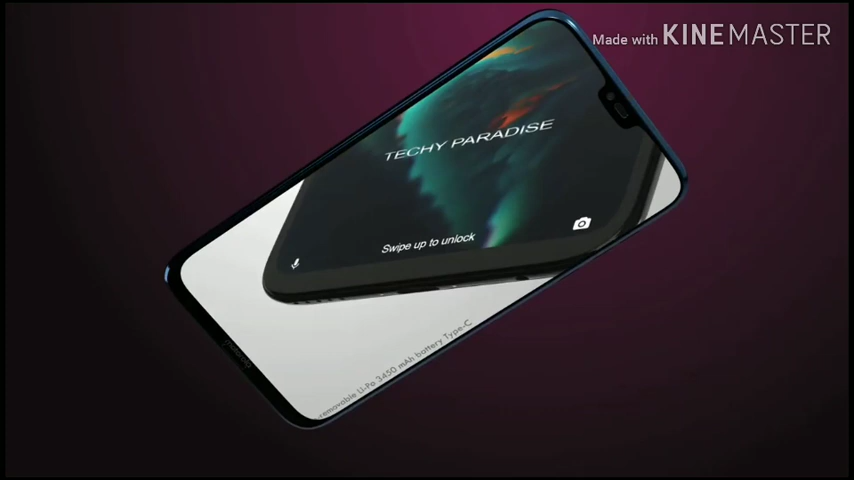 Made with KINEMASTER
TECHY PARADISE
Swipe up to unlock
removable Li-Po 3450 mAh battery Type-C